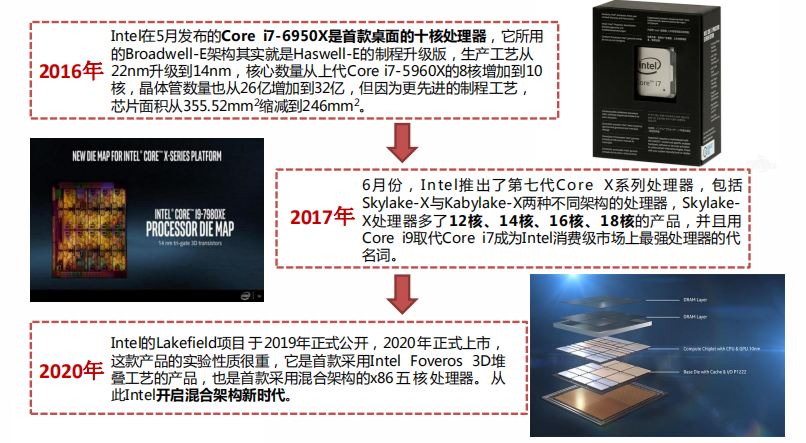 2016年
Intel在5月发布的Core i7-6950X是首款桌面的十核处理器，它所用
的Broadwell-E架构其实就是Haswell-E的制程升级版，生产工艺从
22nm升级到14nm，核心数量从上代Core i7-5960X的8核增加到10
核，晶体管数量也从26亿增加到32亿，但因为更先进的制程工艺，
芯片面积从355.52mm²缩减到246mm²。
intel
Core™ i7
NEW DIE MAP FOR INTEL® CORE™ X-SERIES PLATFORM
INTEL® CORE™ I9-7980XE
PROCESSOR DIE MAP
14 nm tri-gate 3D transistors
2017年
6月份，Intel推出了第七代Core X系列处理器，包括
Skylake-X与Kabylake-X两种不同架构的处理器，Skylake-
X处理器多了12核、14核、16核、18核的产品，并且用
Core i9取代Core i7成为Intel消费级市场上最强处理器的代
名词。
2020年
Intel的Lakefield项目于2019年正式公开，2020年正式上市，
这款产品的实验性质很重，它是首款采用Intel Foveros 3D堆
叠工艺的产品，也是首款采用混合架构的x86五核处理器。从
此Intel开启混合架构新时代。
DRAM Layer
DRAM Layer
Compute Chiplet with CPU & GPU 10nm
Base Die with Cache & I/O P1222